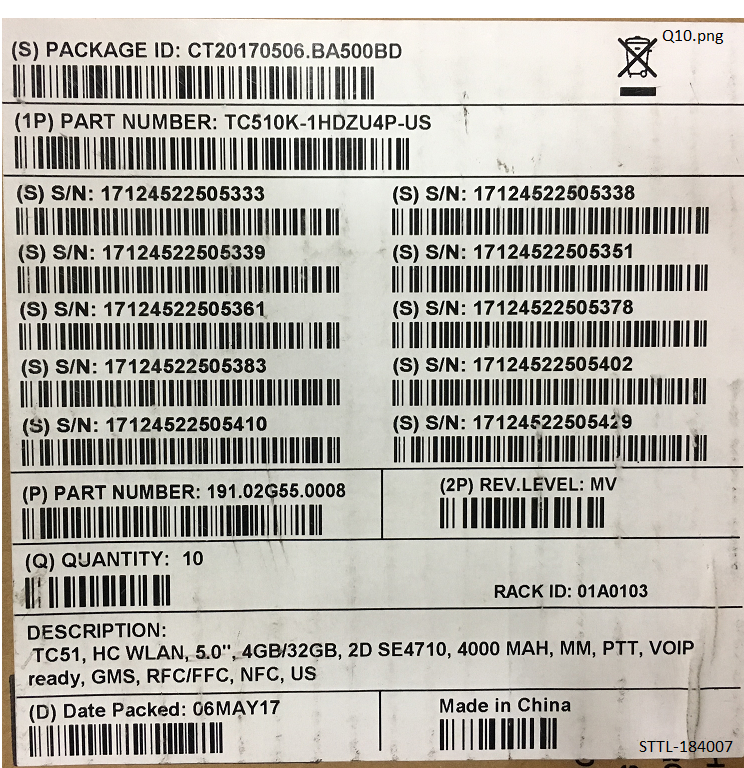 Q10.png
(S) PACKAGE ID: CT20170506.BA500BD
(1P) PART NUMBER: TC510K-1HDZU4P-US
(S) S/N: 17124522505333
(S) S/N: 17124522505338
(S) S/N: 17124522505339
(S) S/N: 17124522505351
(S) S/N: 17124522505361
(S) S/N: 17124522505378
(S) S/N: 17124522505383
(S) S/N: 17124522505402
(S) S/N: 17124522505410
(S) S/N: 17124522505429
(P) PART NUMBER: 191.02G55.0008
(2P) REV.LEVEL: MV
(Q) QUANTITY: 10
RACK ID: 01A0103
DESCRIPTION:
TC51, HC WLAN, 5.0", 4GB/32GB, 2D SE4710, 4000 MAH, MM, PTT, VOIP
ready, GMS, RFC/FFC, NFC, US
(D) Date Packed: 06MAY17
Made in China
STTL-184007